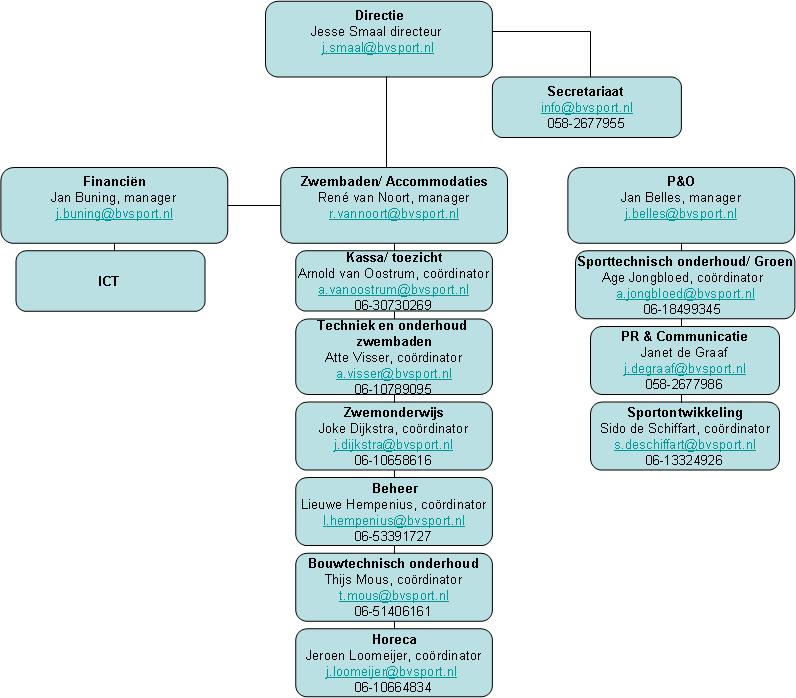 Directie
Jesse Smaal directeur
j.smaal@bvsport.nl
Secretariaat
info@bvsport.nl
058-2677955
Financiën
Jan Buning, manager
j.buning@bvsport.nl
ICT
Zwembaden/ Accommodaties
René van Noort, manager
r.vannoort@bvsport.nl
Kassa/ toezicht
Arnold van Oostrum, coördinator
a.vanoostrum@bvsport.nl
06-30730269
Techniek en onderhoud
zwembaden
Atte Visser, coördinator
a.visser@bvsport.nl
06-10789095
Zwemonderwijs
Joke Dijkstra, coördinator
j.dijkstra@bvsport.nl
06-10658616
Beheer
Lieuwe Hempenius, coördinator
l.hempenius@bvsport.nl
06-53391727
Bouwtechnisch onderhoud
Thijs Mous, coördinator
t.mous@bvsport.nl
06-51406161
Horeca
Jeroen Loomeijer, coördinator
j.loomeijer@bvsport.nl
06-10664834
P&O
Jan Belles, manager
j.belles@bvsport.nl
Sporttechnisch onderhoud/ Groen
Age Jongbloed, coördinator
a.jongbloed@bvsport.nl
06-18499345
PR & Communicatie
Janet de Graaf
j.degraaf@bvsport.nl
058-2677986
Sportontwikkeling
Sido de Schiffart, coördinator
s.deschiffart@bvsport.nl
06-13324926